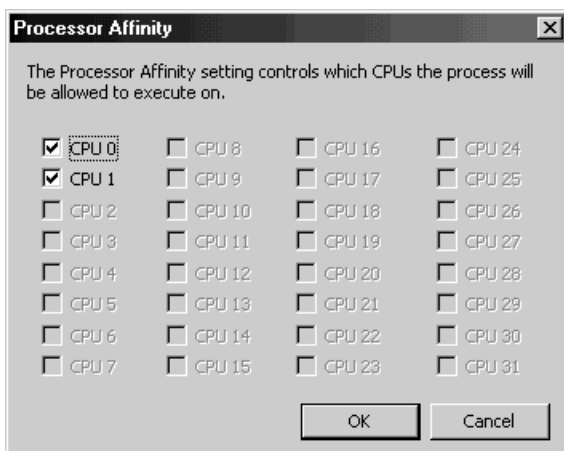 Processor Affinity
The Processor Affinity setting controls which CPUs the process will
be allowed to execute on.
CPU 0 CPU 8 CPU 16 CPU 24
CPU 1 CPU 9 CPU 17 CPU 25
CPU 2 CPU 10 CPU 18 CPU 26
CPU 3 CPU 11 CPU 19 CPU 27
CPU 4 CPU 12 CPU 20 CPU 28
CPU 5 CPU 13 CPU 21 CPU 29
CPU 6 CPU 14 CPU 22 CPU 30
CPU 7 CPU 15 CPU 23 CPU 31
OK Cancel